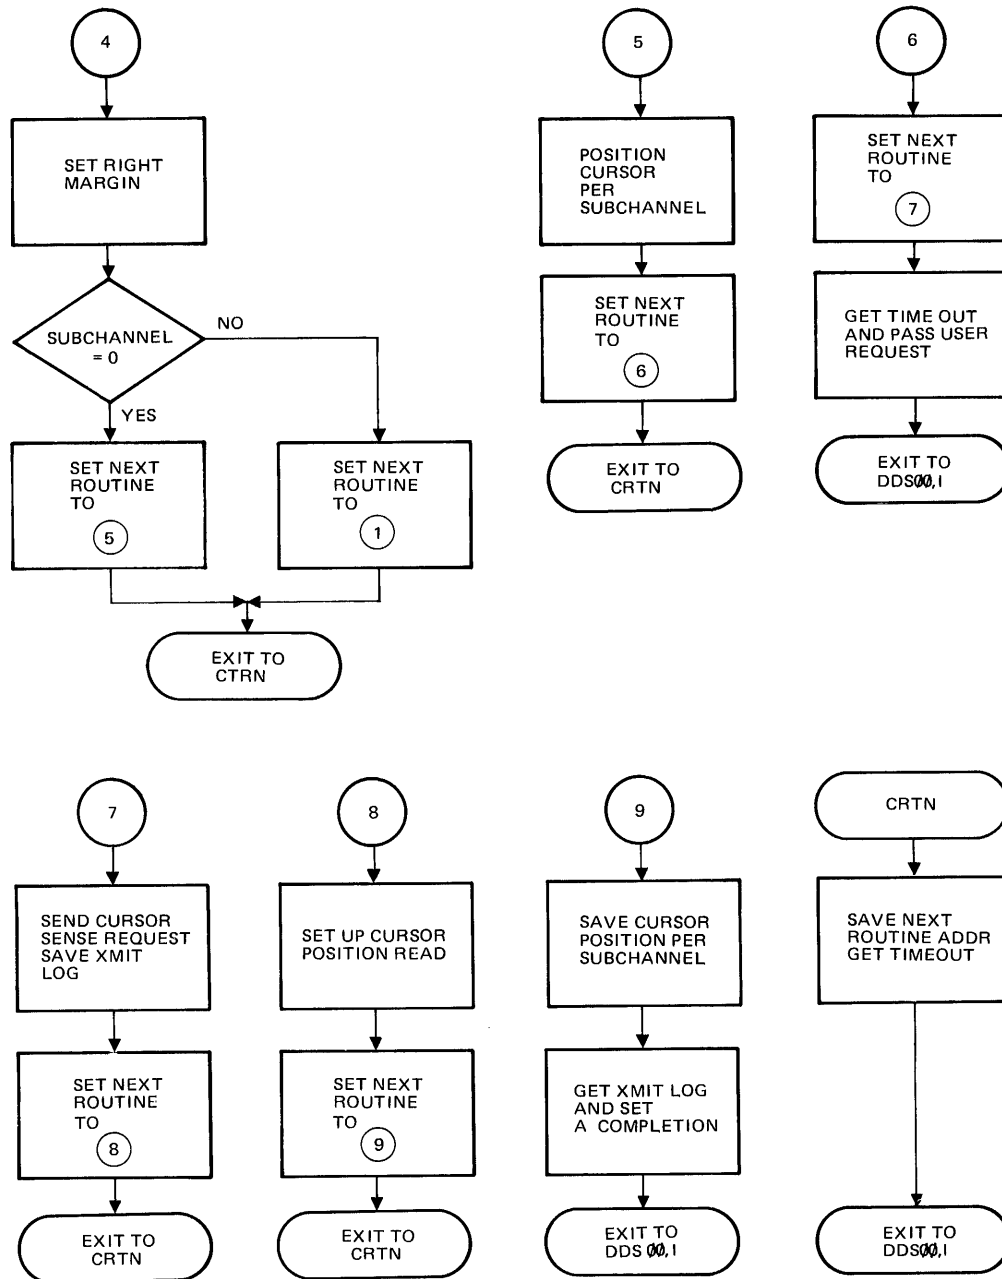 4
SET RIGHT
MARGIN
SUBCHANNEL
= 0
NO
YES
SET NEXT
ROUTINE
TO
5
SET NEXT
ROUTINE
TO
1
EXIT TO
CTRN
5
POSITION
CURSOR
PER
SUBCHANNEL
SET NEXT
ROUTINE
TO
6
EXIT TO
CRTN
6
SET NEXT
ROUTINE
TO
7
GET TIME OUT
AND PASS USER
REQUEST
EXIT TO
DDS00,I
7
SEND CURSOR
SENSE REQUEST
SAVE XMIT
LOG
SET NEXT
ROUTINE
TO
8
EXIT TO
CRTN
8
SET UP CURSOR
POSITION READ
SET NEXT
ROUTINE
TO
9
EXIT TO
CRTN
9
SAVE CURSOR
POSITION PER
SUBCHANNEL
GET XMIT LOG
AND SET
A COMPLETION
EXIT TO
DDS 00,I
CRTN
SAVE NEXT
ROUTINE ADDR
GET TIMEOUT
EXIT TO
DDS00,I